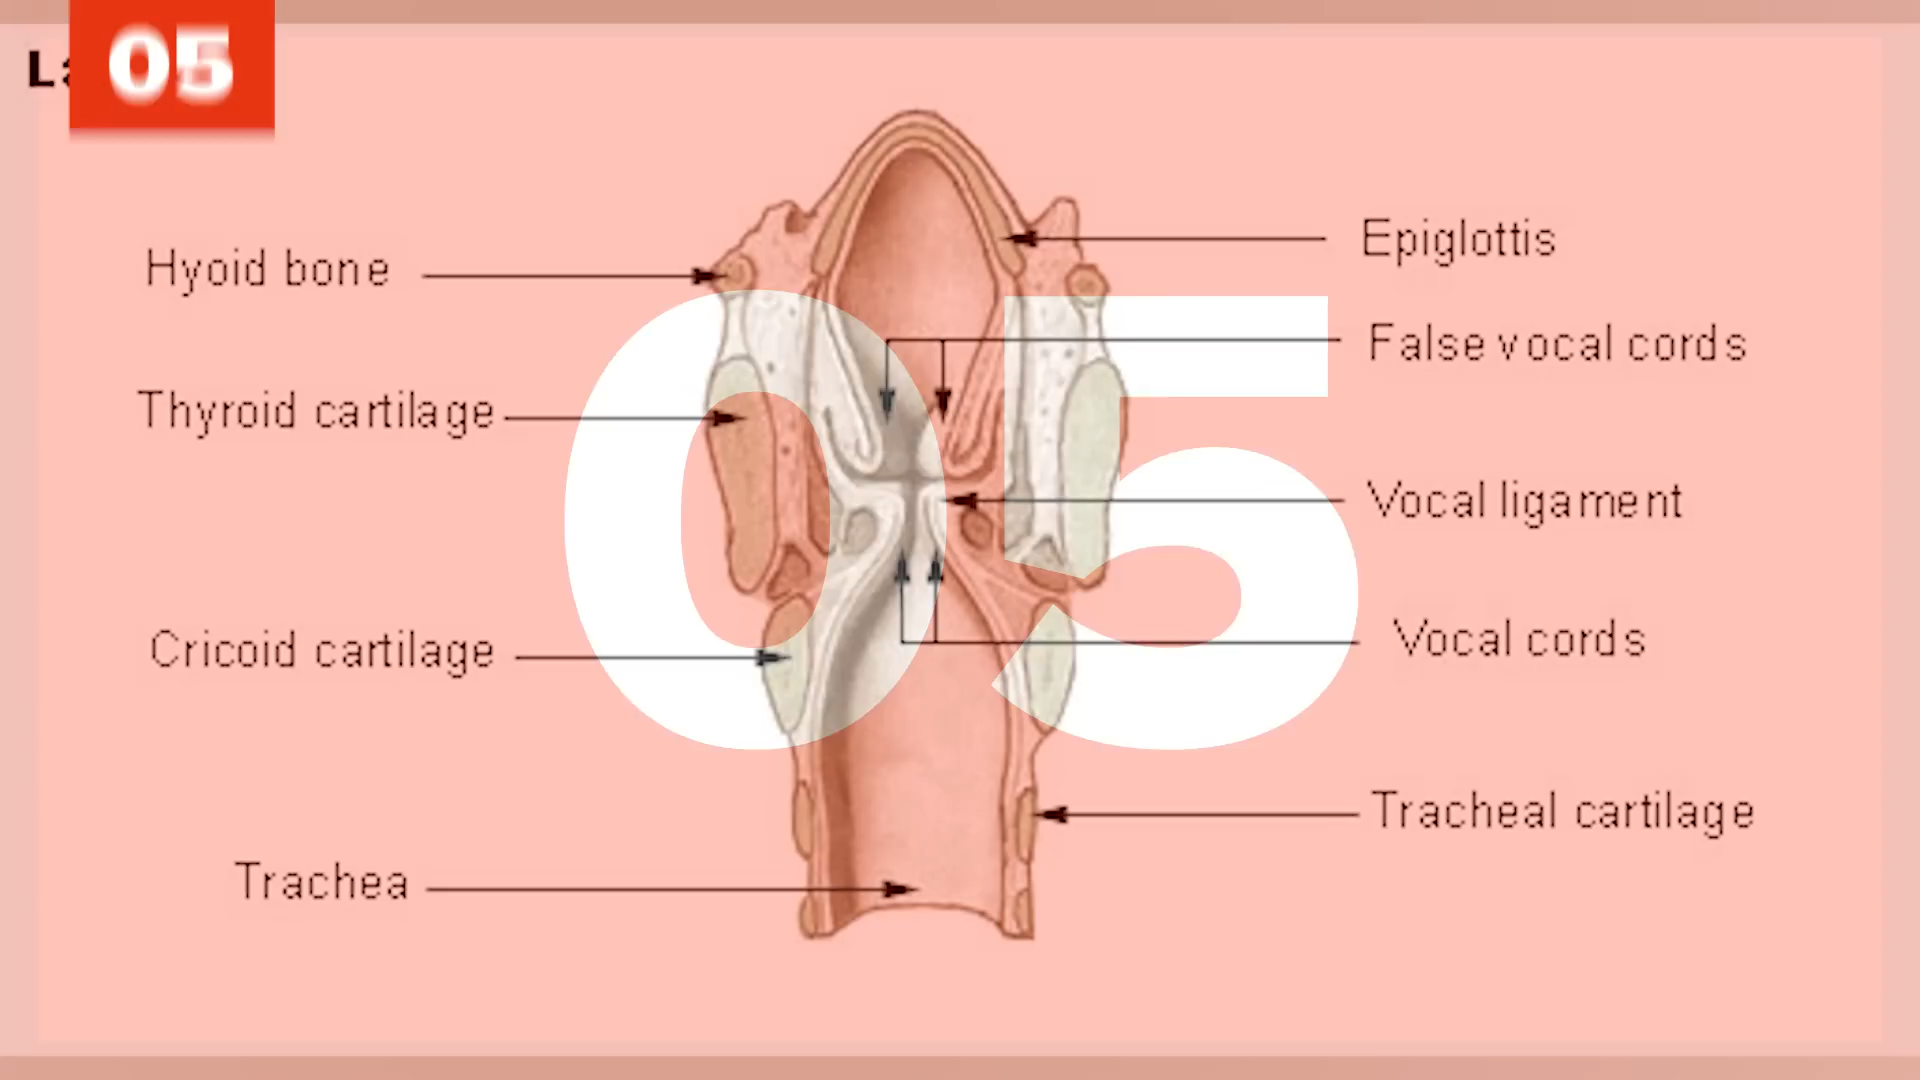 05
Hyoid bone
Epiglottis
False vocal cords
Thyroid cartilage
Vocal ligament
Cricoid cartilage
Vocal cords
Tracheal cartilage
Trachea
05